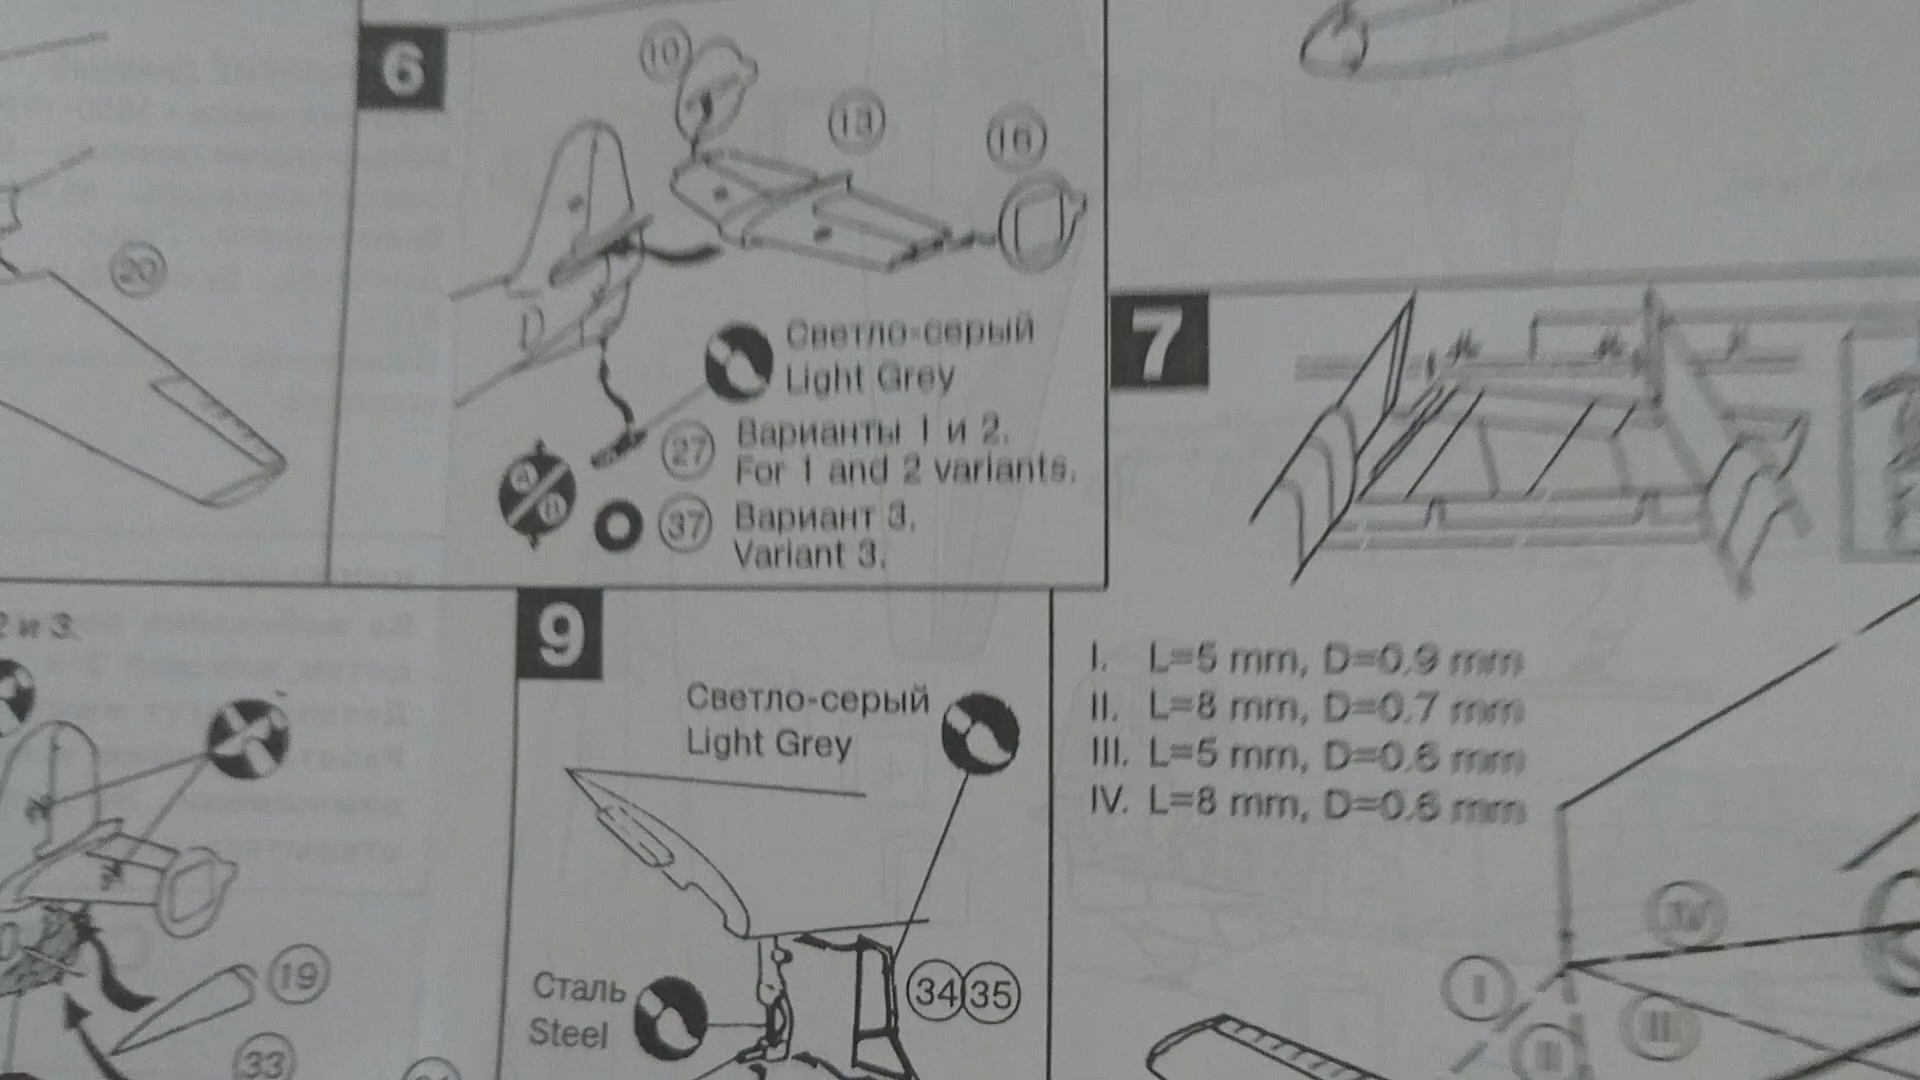 6
10
13
16
20
Светло-серый
Light Grey
27
Варианты 1 и 2.
For 1 and 2 variants.
37
Вариант 3.
Variant 3.
7
2 и 3.
9
Светло-серый
Light Grey
I. L=5 mm, D=0.9 mm
II. L=8 mm, D=0.7 mm
III. L=5 mm, D=0.6 mm
IV. L=8 mm, D=0.6 mm
IV
19
Сталь
Steel
34 35
I
II
III
33